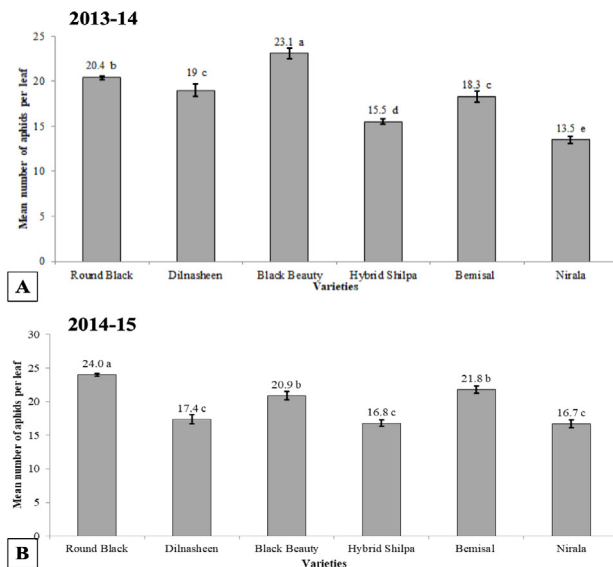 2013-14
Mean number of aphids per leaf
25
20
15
10
5
0
20.4 b
19 c
23.1 a
15.5 d
18.3 c
13.5 e
Round Black Dilnasheen Black Beauty Hybrid Shilpa Bemisal Nirala
Varieties
A
2014-15
Mean number of aphids per leaf
30
25
20
15
10
5
0
24.0 a
17.4 c
20.9 b
16.8 c
21.8 b
16.7 c
Round Black Dilnasheen Black Beauty Hybrid Shilpa Bemisal Nirala
Varieties
B